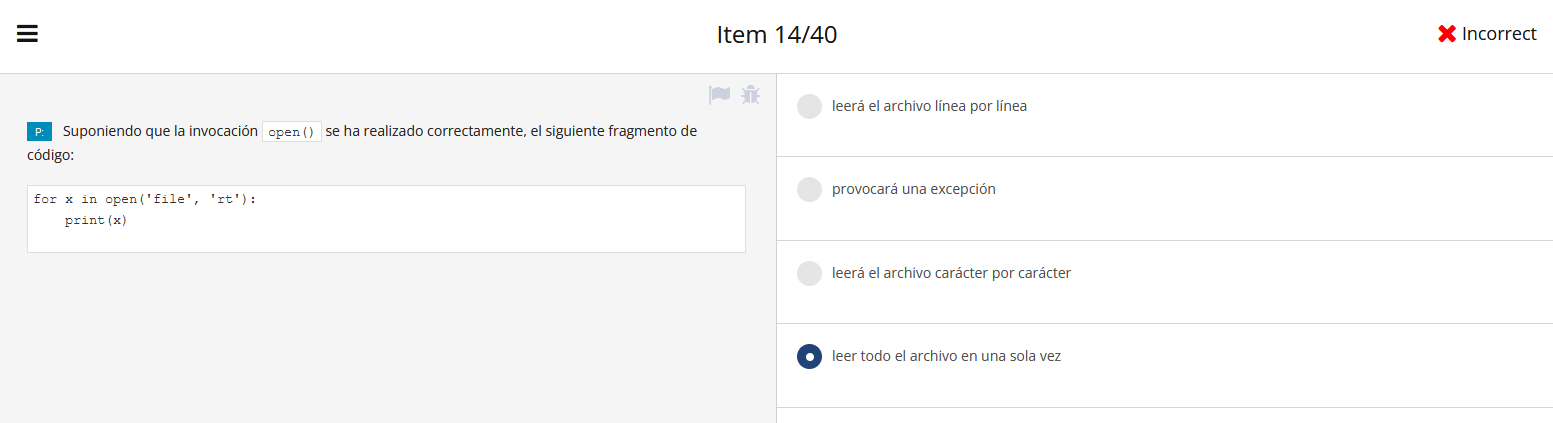 Item 14/40
Incorrect
P: Suponiendo que la invocación open() se ha realizado correctamente, el siguiente fragmento de
código:
for x in open('file', 'rt'):
    print(x)
leerá el archivo línea por línea
provocará una excepción
leerá el archivo carácter por carácter
leer todo el archivo en una sola vez